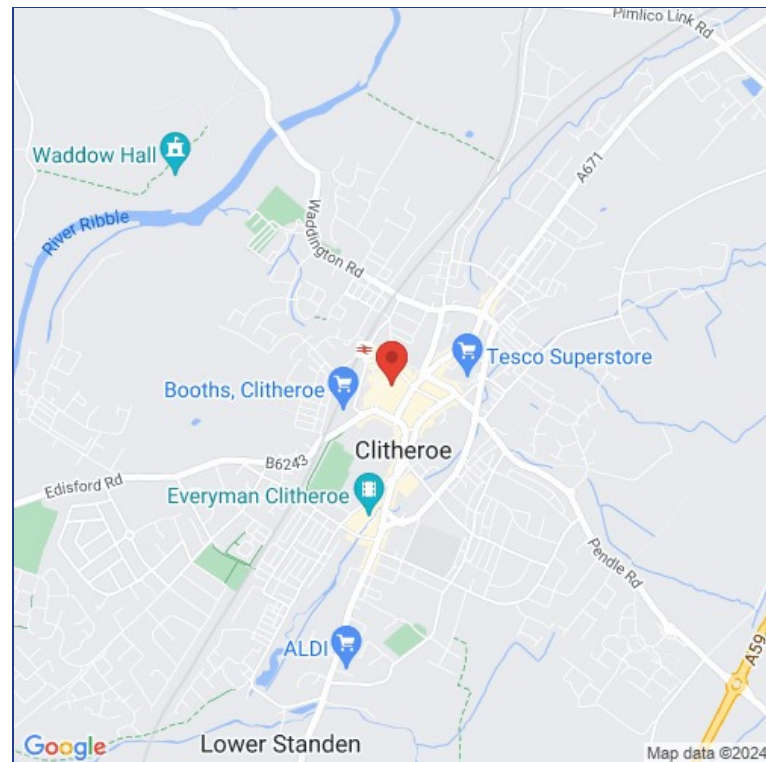 Pimlico Link Rd
Waddow Hall
A671
River Ribble
Waddington Rd
Tesco Superstore
Booths, Clitheroe
Clitheroe
B6243
Edisford Rd
Everyman Clitheroe
Pendle Rd
ALDI
A59
Lower Standen
Google
Map data ©2024